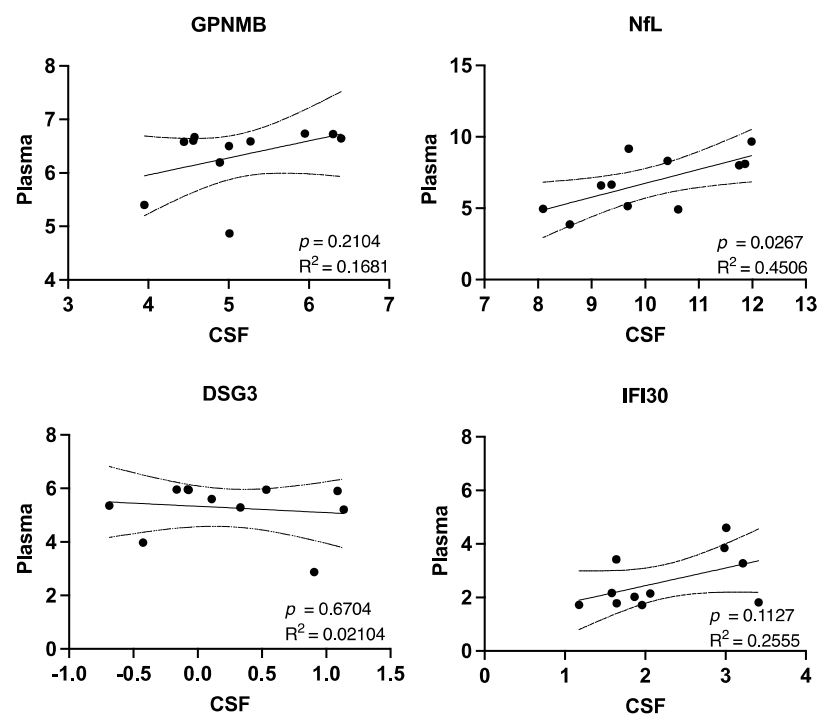 GPNMB
8
7
6
5
4
Plasma
p = 0.2104
R2 = 0.1681
3 4 5 6 7
CSF
NfL
15
10
5
0
Plasma
p = 0.0267
R2 = 0.4506
7 8 9 10 11 12 13
CSF
DSG3
8
6
4
2
0
Plasma
p = 0.6704
R2 = 0.02104
-1.0 -0.5 0.0 0.5 1.0 1.5
CSF
IFI30
8
6
4
2
0
Plasma
p = 0.1127
R2 = 0.2555
0 1 2 3 4
CSF